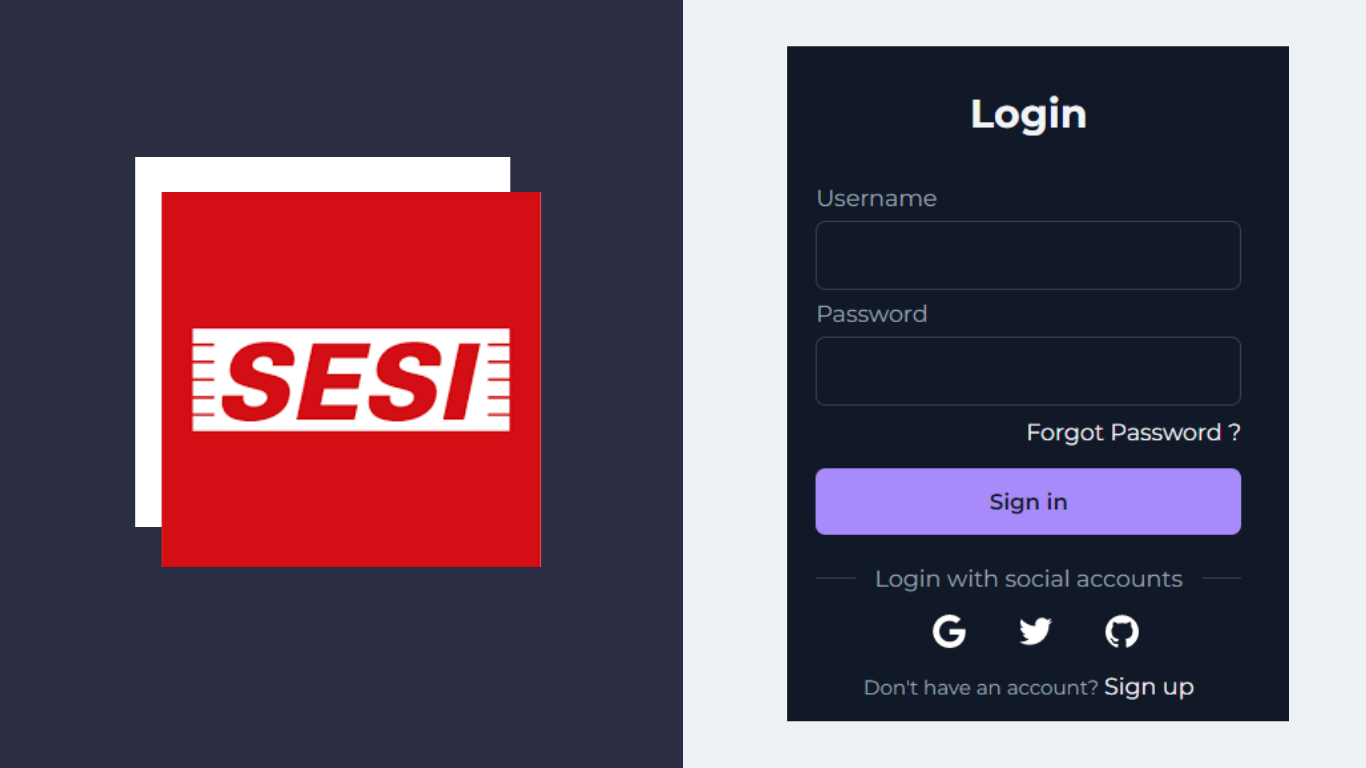 SESI
Login
Username
Password
Forgot Password ?
Sign in
Login with social accounts
Don't have an account? Sign up